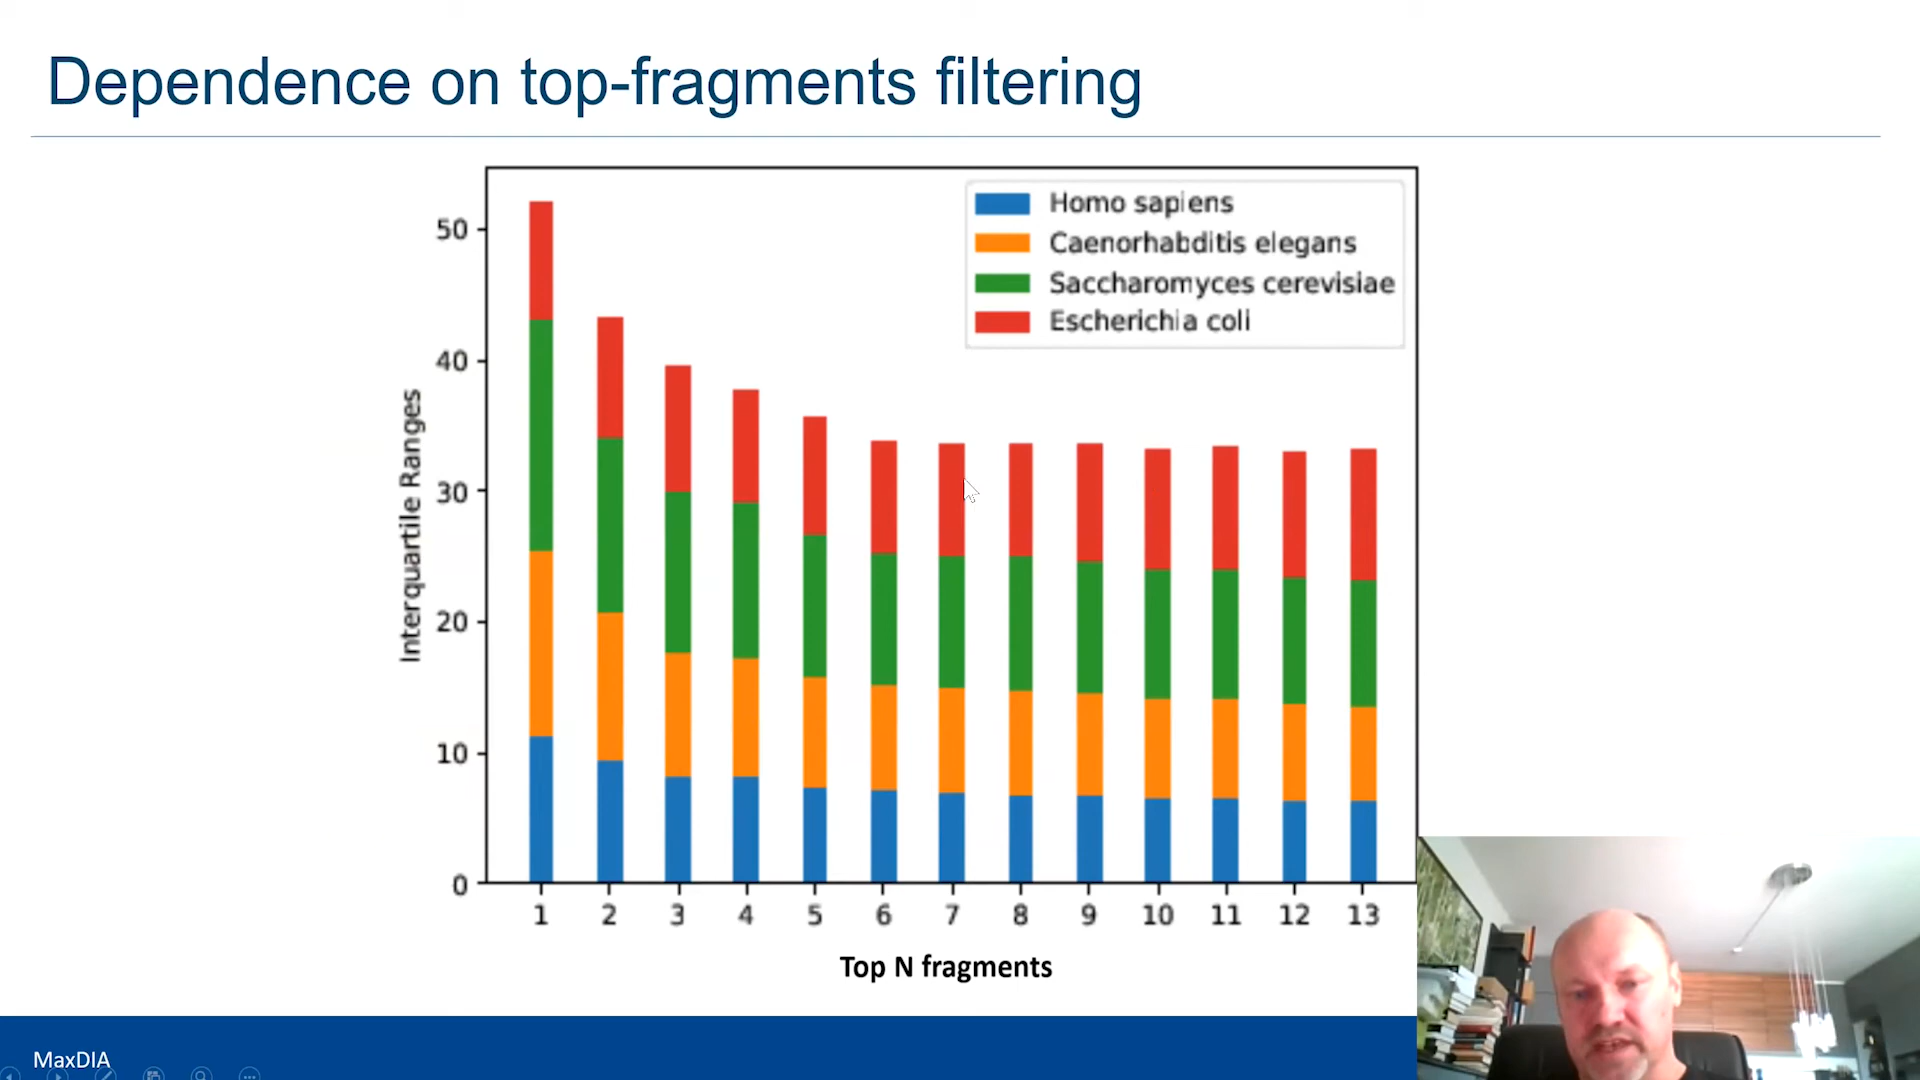 Dependence on top-fragments filtering
Homo sapiens
Caenorhabditis elegans
Saccharomyces cerevisiae
Escherichia coli
Interquartile Ranges
50
40
30
20
10
0
1 2 3 4 5 6 7 8 9 10 11 12 13
Top N fragments
MaxDIA